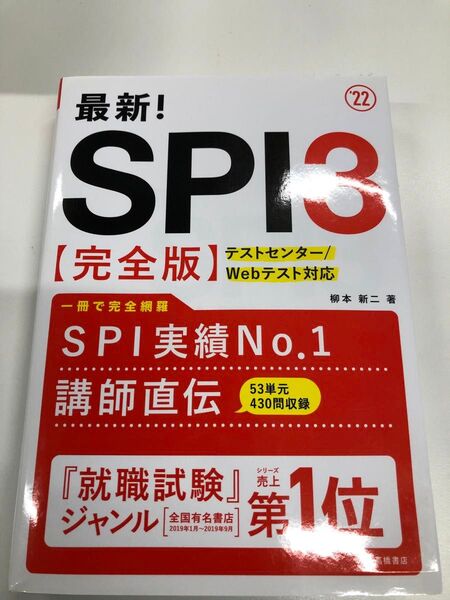 '22
最新!
SPI3
【完全版】
テストセンター/
Webテスト対応
柳本 新二 著
一冊で完全網羅
SPI実績No.1
講師直伝
53単元
430問収録
『就職試験』
ジャンル
[全国有名書店
2019年1月~2019年9月]
シリーズ
売上
第1位
高橋書店